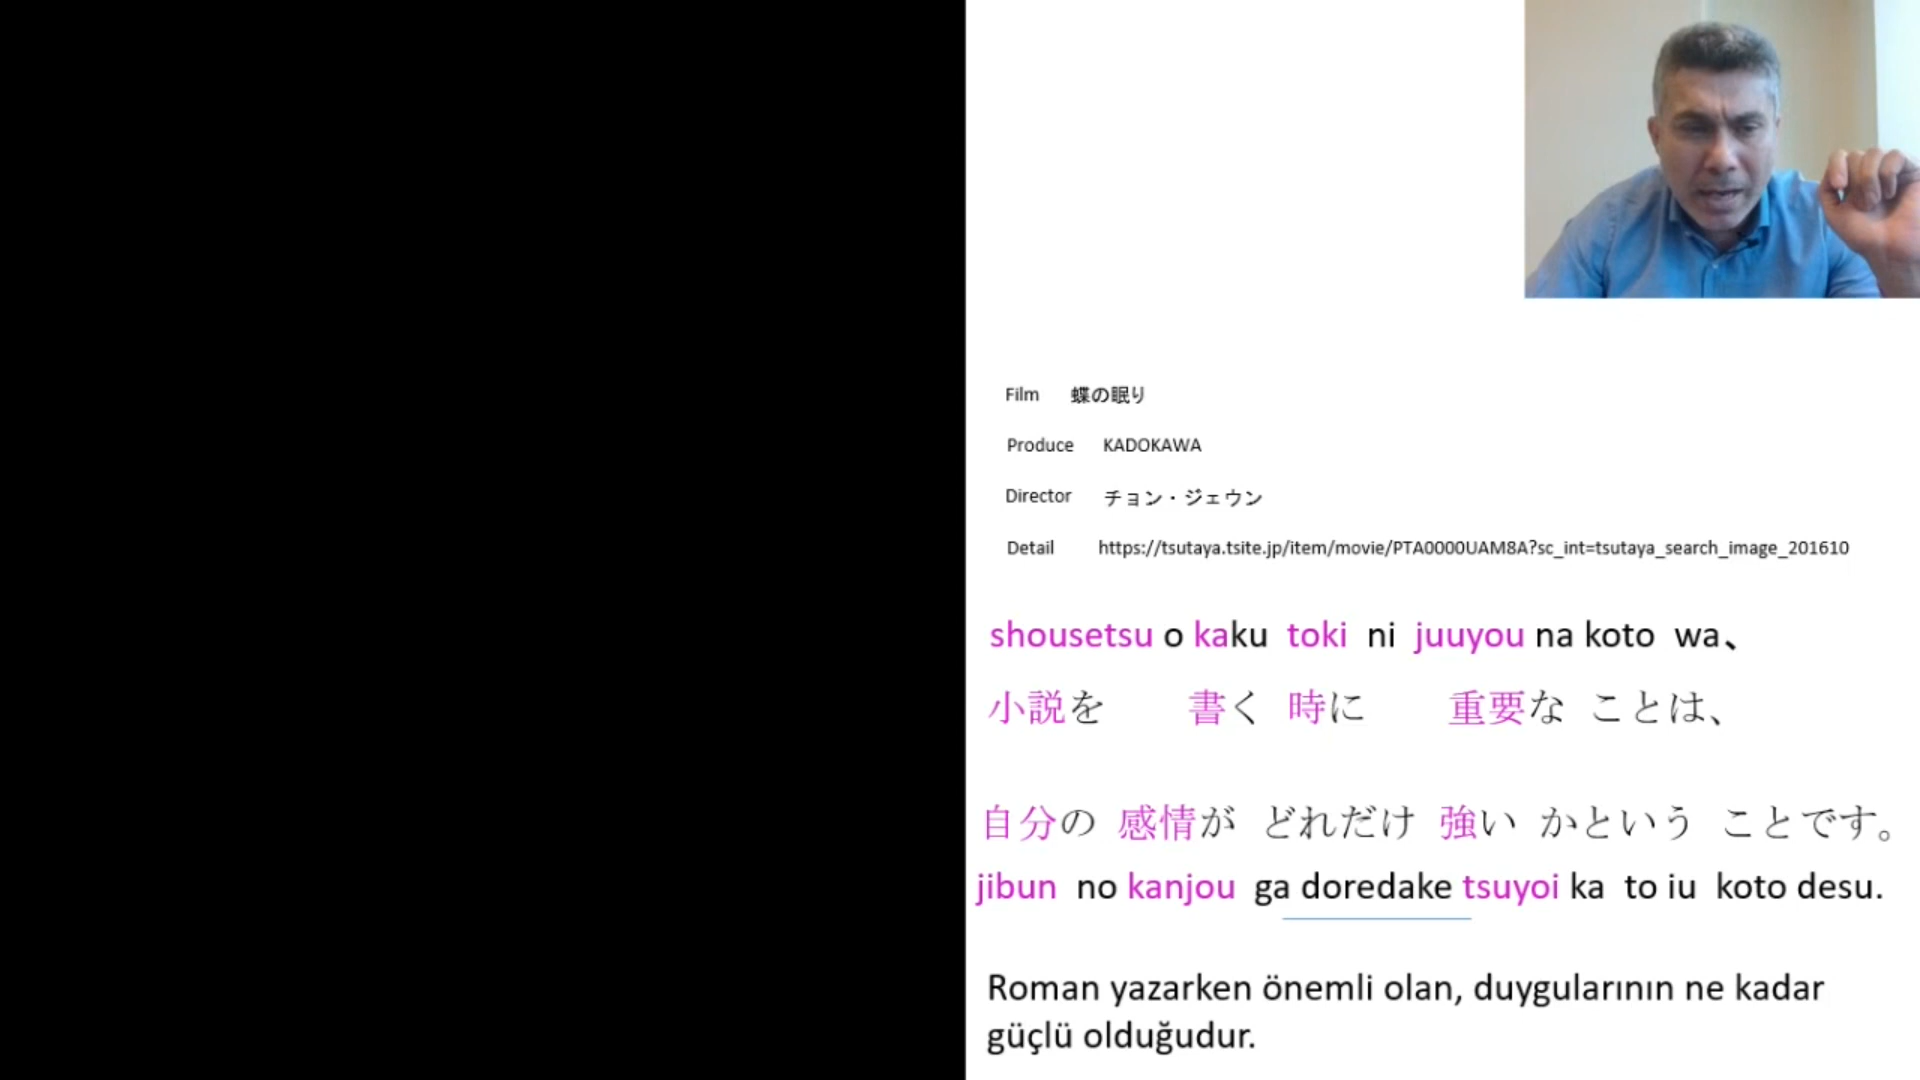 Film 蝶の眠り
Produce KADOKAWA
Director チョン・ジェウン
Detail https://tsutaya.tsite.jp/item/movie/PTA0000UAM8A?sc_int=tsutaya_search_image_201610
shousetsu o kaku toki ni juuyou na koto wa、
小説を 書く 時に 重要な ことは、
自分の 感情が どれだけ 強い かという ことです。
jibun no kanjou ga doredake tsuyoi ka to iu koto desu.
Roman yazarken önemli olan, duygularının ne kadar
güçlü olduğudur.